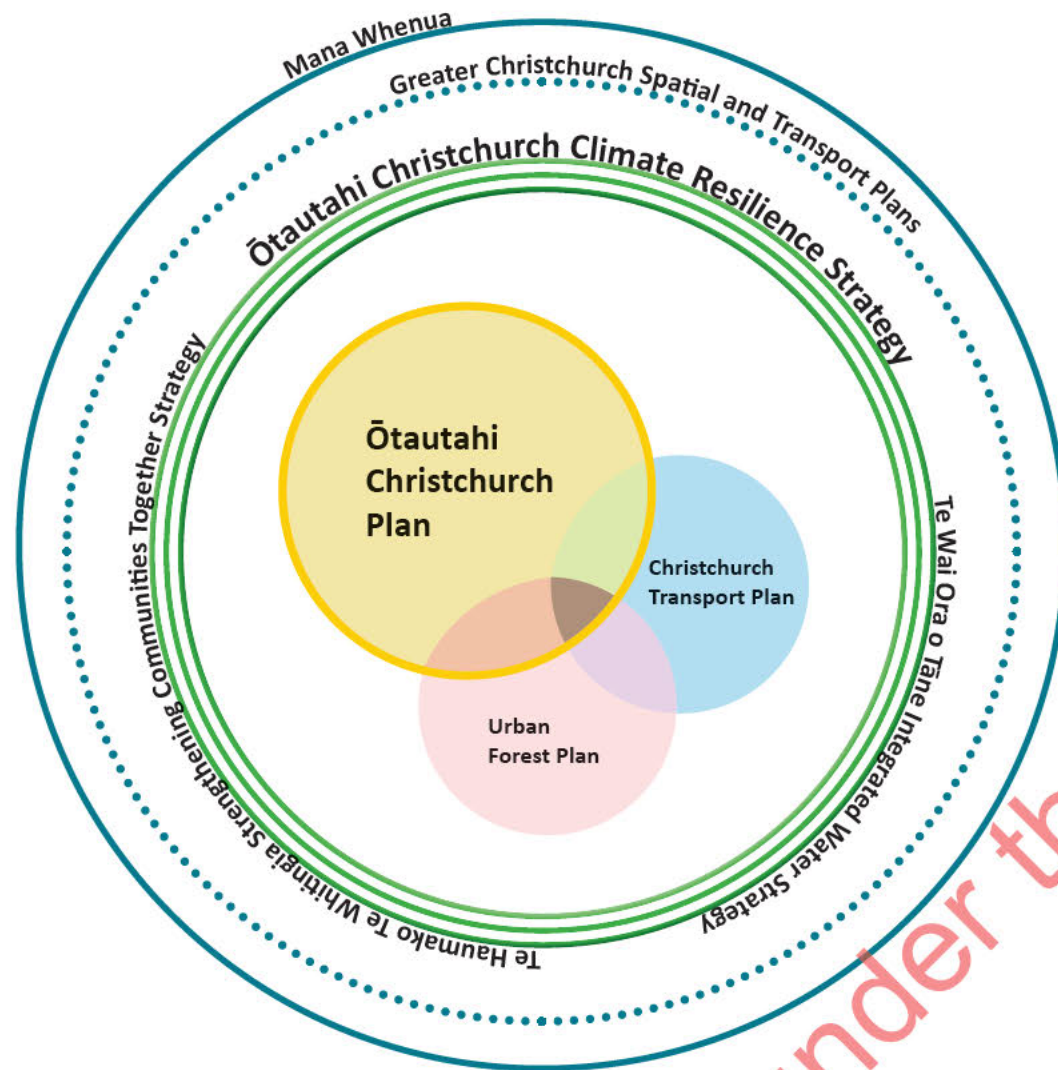 Mana Whenua
Greater Christchurch Spatial and Transport Plans
Ōtautahi Christchurch Climate Resilience Strategy
Te Haumako Te Whitingia Strengthening Communities Together Strategy
Te Wai Ora o Tāne Integrated Water Strategy
Ōtautahi
Christchurch
Plan
Christchurch
Transport Plan
Urban
Forest Plan
under th